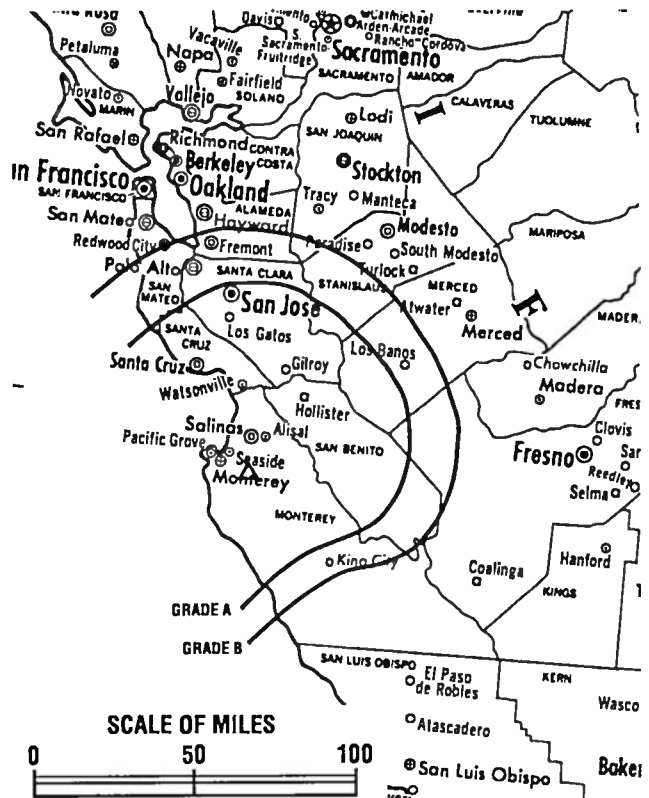 Davis
Carmichael
Arden-Arcade
Rancho-Cordova
Petaluma
Vacaville
S.
Sacramento
Fruitridge
Sacramento
Napa
Fairfield
SACRAMENTO
AMADOR
Novato
MARIN
Vallejo
SOLANO
CALAVERAS
I
Lodi
TUOLUMNE
San Rafael
SAN JOAQUIN
Richmond
CONTRA
COSTA
Berkeley
Stockton
n Francisco
SAN FRANCISCO
Oakland
Tracy
Manteca
ALAMEDA
San Mateo
Hayward
Modesto
MARIPOSA
Redwood City
Fremont
Paradise
South Modesto
Palo Alto
SANTA CLARA
Turlock
STANISLAUS
MERCED
SAN
MATEO
San Jose
Atwater
F
Merced
MADER
SANTA
CRUZ
Los Gatos
Los Banos
Santa Cruz
Gilroy
Chowchilla
Watsonville
Madera
Hollister
FRES
Salinas
Alisal
Clovis
Pacific Grove
SAN BENITO
Fresno
San
Seaside
Monterey
Reedley
Selma
MONTEREY
King City
Coalinga
Hanford
KINGS
GRADE A
GRADE B
SAN LUIS OBISPO
KERN
El Paso
de Robles
Wasco
Atascadero
SCALE OF MILES
0 50 100
San Luis Obispo
Baker